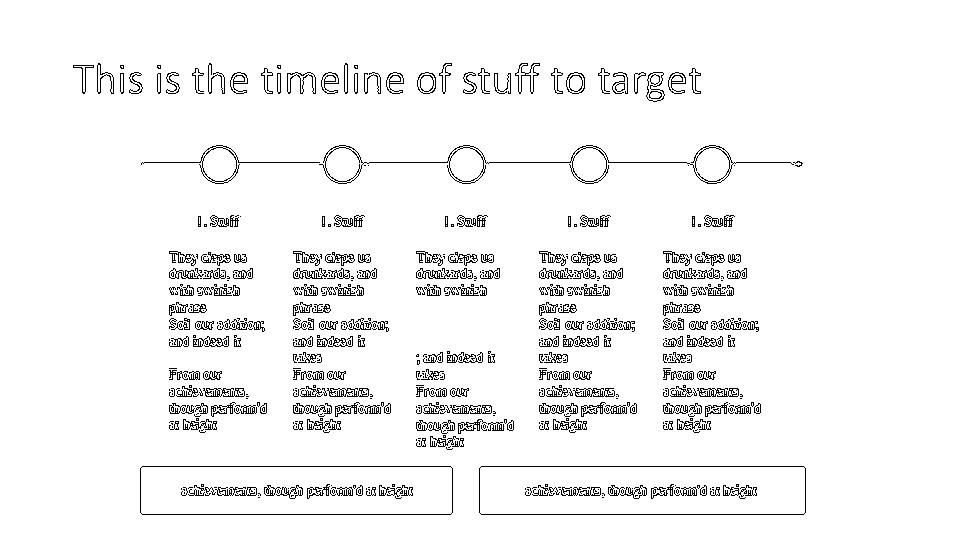 This is the timeline of stuff to target
1. Stuff
They clepe us
drunkards, and
with swinish
phrase
Soil our addition;
and indeed it
From our
achievements,
though perform'd
at height
1. Stuff
They clepe us
drunkards, and
with swinish
phrase
Soil our addition;
and indeed it
takes
From our
achievements,
though perform'd
at height
1. Stuff
They clepe us
drunkards, and
with swinish
; and indeed it
takes
From our
achievements,
though perform'd
at height
1. Stuff
They clepe us
drunkards, and
with swinish
phrase
Soil our addition;
and indeed it
takes
From our
achievements,
though perform'd
at height
1. Stuff
They clepe us
drunkards, and
with swinish
phrase
Soil our addition;
and indeed it
takes
From our
achievements,
though perform'd
at height
achievements, though perform'd at height
achievements, though perform'd at height